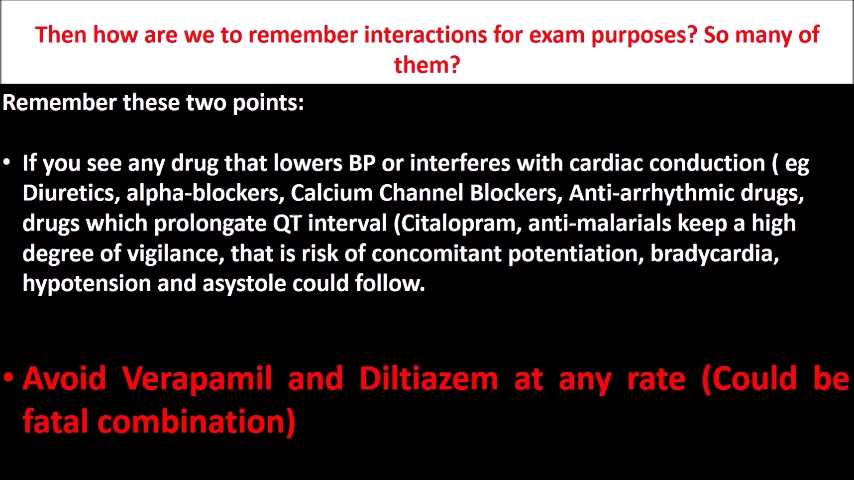 Then how are we to remember interactions for exam purposes? So many of
them?
Remember these two points:
• If you see any drug that lowers BP or interferes with cardiac conduction ( eg
Diuretics, alpha-blockers, Calcium Channel Blockers, Anti-arrhythmic drugs,
drugs which prolongate QT interval (Citalopram, anti-malarials keep a high
degree of vigilance, that is risk of concomitant potentiation, bradycardia,
hypotension and asystole could follow.
• Avoid Verapamil and Diltiazem at any rate (Could be
fatal combination)